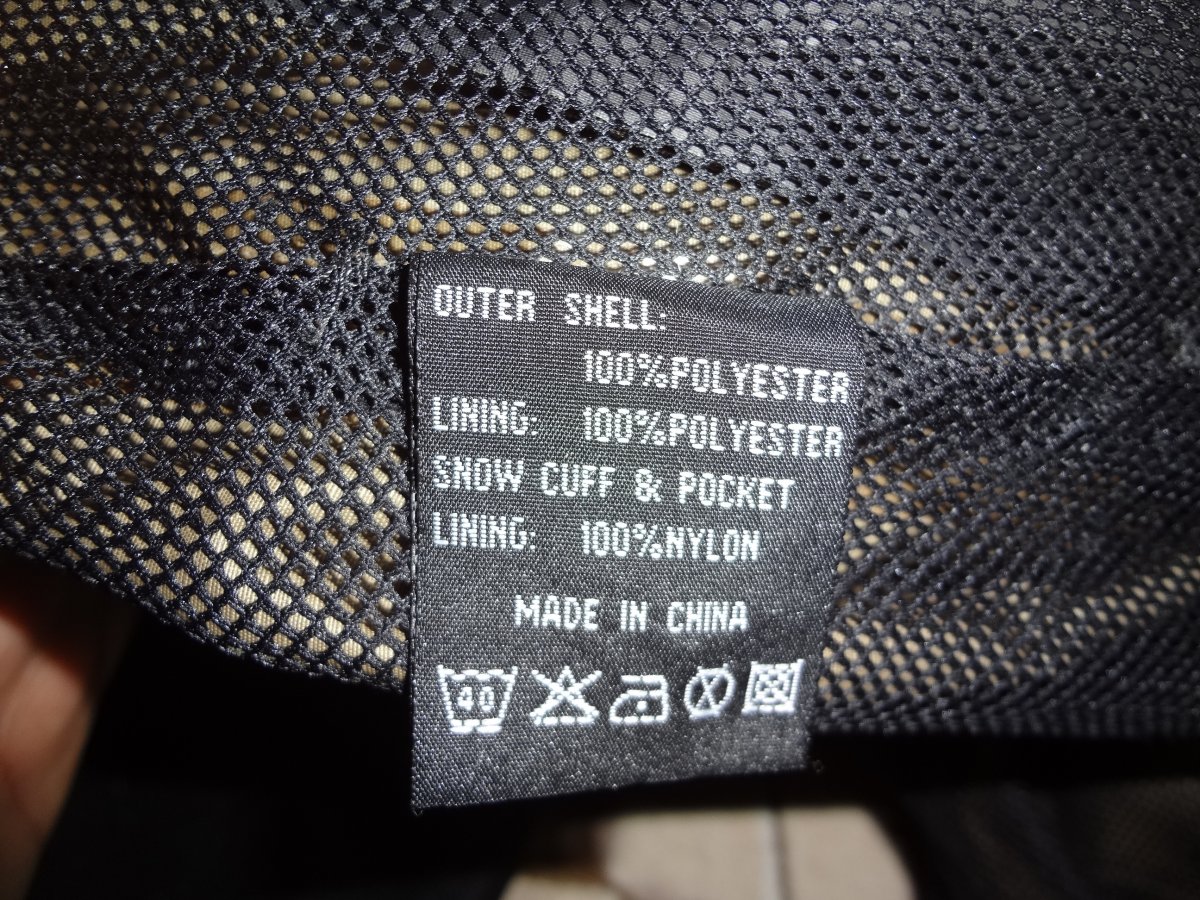 OUTER SHELL:
100%POLYESTER
LINING: 100%POLYESTER
SNOW CUFF & POCKET
LINING: 100%NYLON
MADE IN CHINA
40